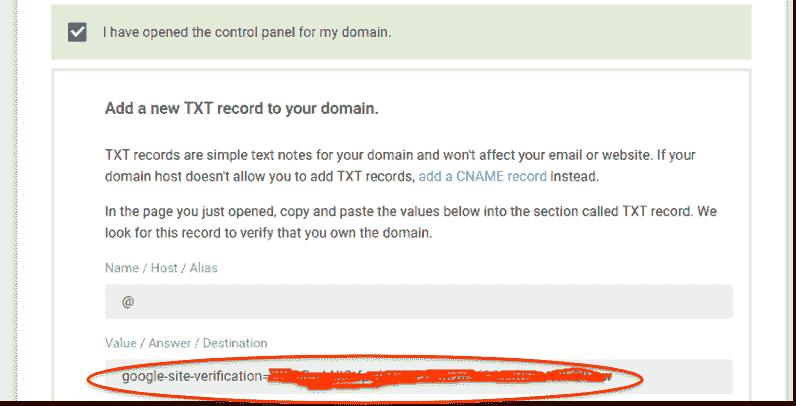 I have opened the control panel for my domain.
Add a new TXT record to your domain.
TXT records are simple text notes for your domain and won't affect your email or website. If your
domain host doesn't allow you to add TXT records, add a CNAME record instead.
In the page you just opened, copy and paste the values below into the section called TXT record. We
look for this record to verify that you own the domain.
Name / Host / Alias
@
Value / Answer / Destination
google-site-verification=